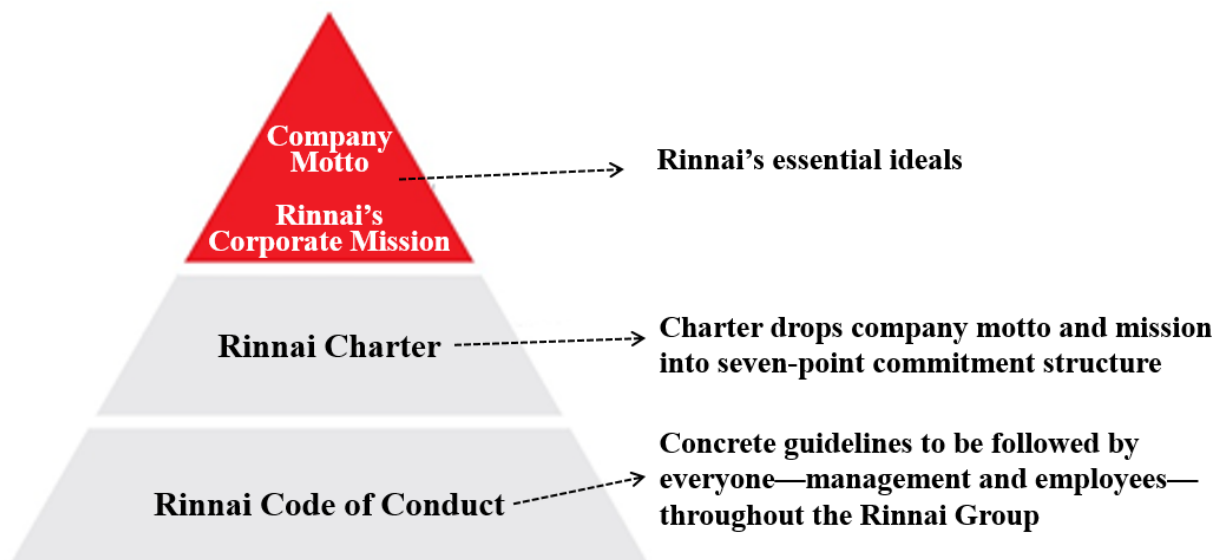 Company
Motto
Rinnai's
Corporate Mission
Rinnai's essential ideals
Rinnai Charter
Charter drops company motto and mission
into seven-point commitment structure
Rinnai Code of Conduct
Concrete guidelines to be followed by
everyone—management and employees—
throughout the Rinnai Group